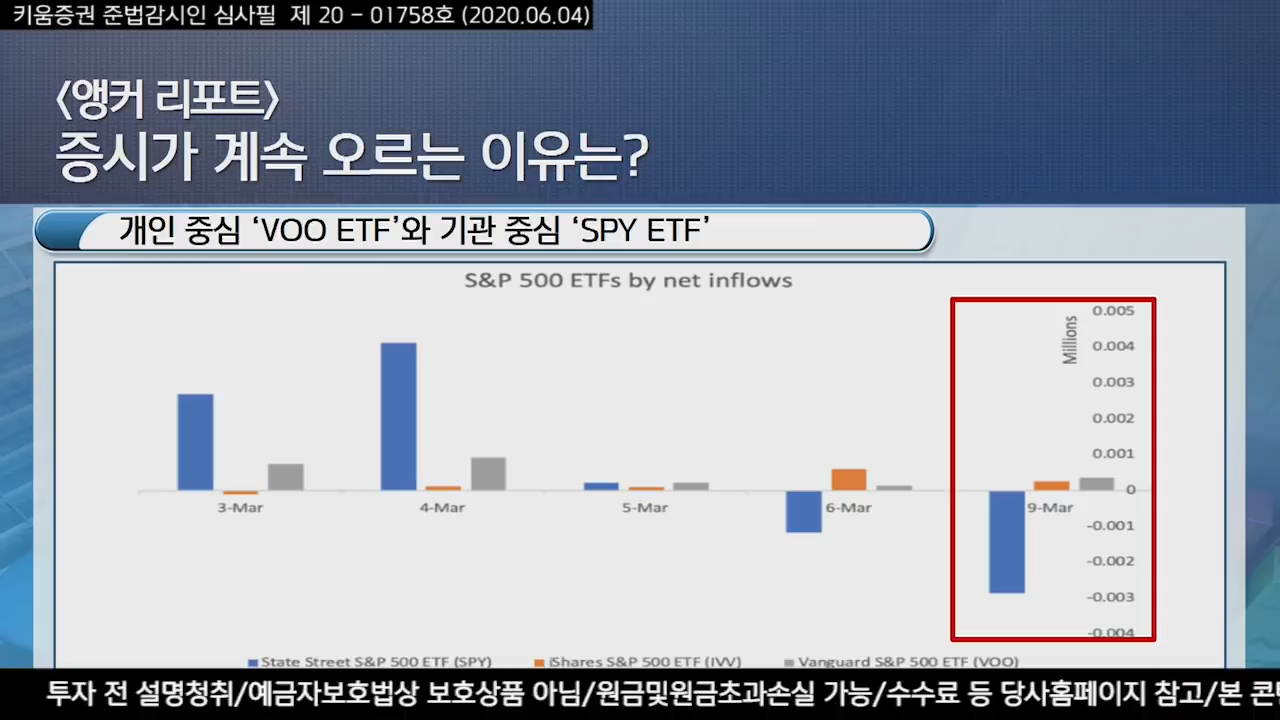 키움증권 준법감시인 심사필 제 20 - 01758호 (2020.06.04)
<앵커 리포트>
증시가 계속 오르는 이유는?
개인 중심 ‘VOO ETF’와 기관 중심 ‘SPY ETF’
S&P 500 ETFs by net inflows
Millions
0.005
0.004
0.003
0.002
0.001
0
-0.001
-0.002
-0.003
-0.004
3-Mar 4-Mar 5-Mar 6-Mar 9-Mar
State Street S&P 500 ETF (SPY) iShares S&P 500 ETF (IVV) Vanguard S&P 500 ETF (VOO)
투자 전 설명청취/예금자보호법상 보호상품 아님/원금및원금초과손실 가능/수수료 등 당사홈페이지 참고/본 콘